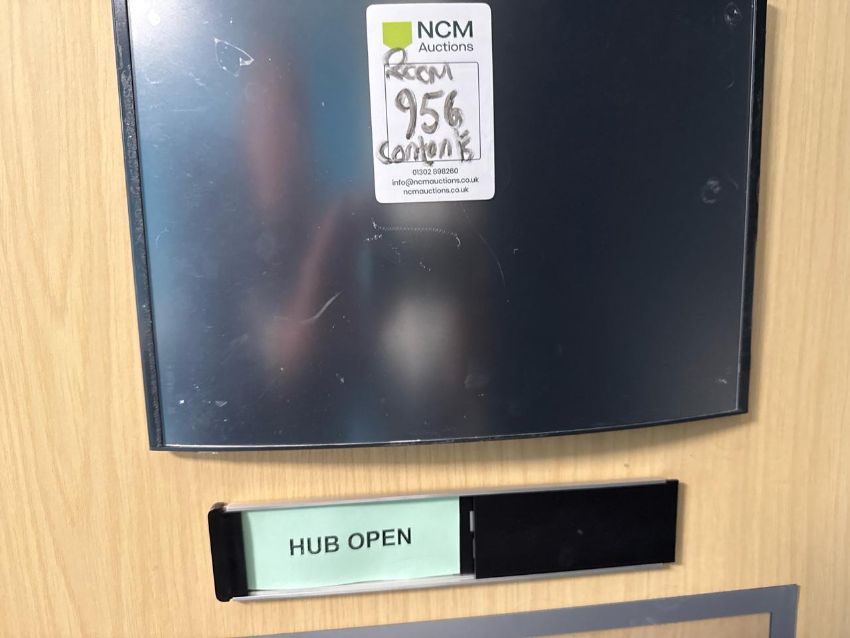 NCM
Auctions
ROOM
956
contents
01302 898260
info@ncmauctions.co.uk
ncmauctions.co.uk
HUB OPEN